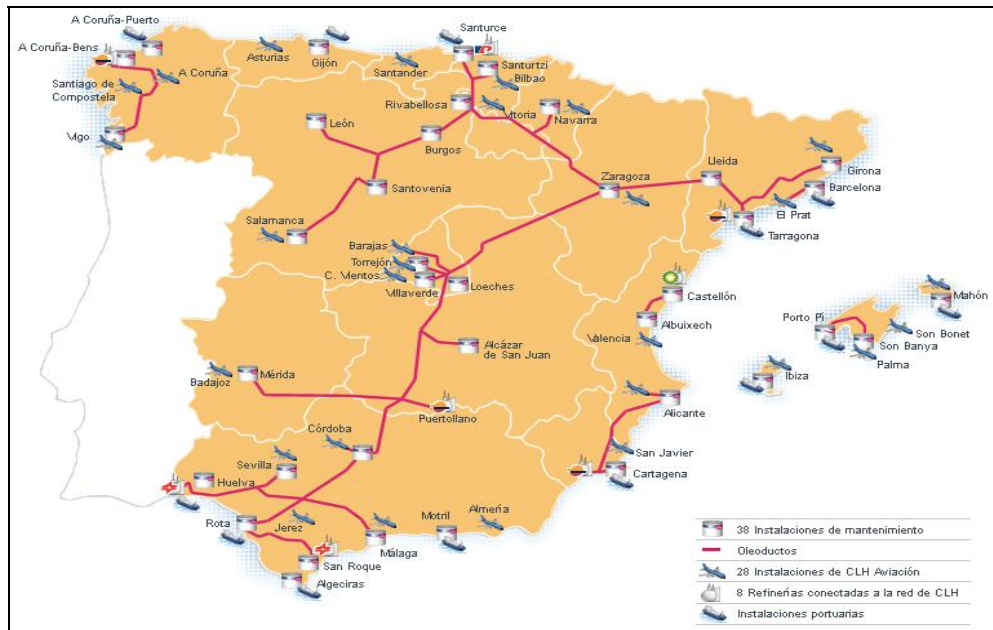 A Coruña-Puerto
A Coruña-Bens
A Coruña
Santiago de
Compostela
Vigo
Asturias
Gijón
Santander
Santurce
Santurtzi
Bilbao
Rivabellosa
Vitoria
Navarra
León
Burgos
Santovenia
Salamanca
Zaragoza
Lleida
Girona
Barcelona
El Prat
Tarragona
Barajas
Torrejón
C. Vientos
Villaverde
Loeches
Castellón
Albuixech
Valencia
Alcázar
de San Juan
Mahón
Porto Pi
Son Bonet
Son Banya
Palma
Ibiza
Badajoz
Mérida
Puertollano
Alicante
San Javier
Cartagena
Córdoba
Sevilla
Huelva
Rota
Jerez
Málaga
Motril
Almería
San Roque
Algeciras
38 Instalaciones de mantenimiento
Oleoductos
28 Instalaciones de CLH Aviación
8 Refinerías conectadas a la red de CLH
Instalaciones portuarias